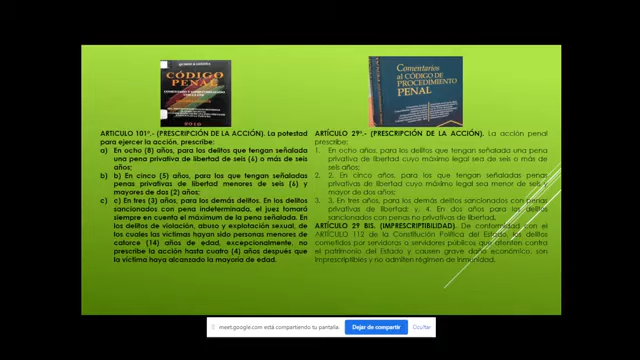 CÓDIGO
PENAL
2010
Comentarios
al CÓDIGO DE
PROCEDIMIENTO
PENAL
ARTICULO 101º.- (PRESCRIPCIÓN DE LA ACCIÓN). La potestad
para ejercer la acción, prescribe:
a) En ocho (8) años, para los delitos que tengan señalada
una pena privativa de libertad de seis (6) o más de seis
años;
b) b) En cinco (5) años, para los que tengan señaladas
penas privativas de libertad menores de seis (6) y
mayores de dos (2) años;
c) c) En tres (3) años, para los demás delitos. En los delitos
sancionados con pena indeterminada, el juez tomará
siempre en cuenta el máximum de la pena señalada. En
los delitos de violación, abuso y explotación sexual, de
los cuales las víctimas hayan sido personas menores de
catorce (14) años de edad, excepcionalmente, no
prescribe la acción hasta cuatro (4) años después que
la víctima haya alcanzado la mayoría de edad.
ARTÍCULO 29º.- (PRESCRIPCIÓN DE LA ACCIÓN). La acción penal
prescribe:
1. En ocho años, para los delitos que tengan señalada una pena
privativa de libertad cuyo máximo legal sea de seis o más de
seis años;
2. 2. En cinco años, para los que tengan señaladas penas
privativas de libertad cuyo máximo legal sea menor de seis y
mayor de dos años;
3. 3. En tres años, para los demás delitos sancionados con penas
privativas de libertad; y, 4. En dos años para los delitos
sancionados con penas no privativas de libertad.
ARTÍCULO 29 BIS. (IMPRESCRIPTIBILIDAD). De conformidad con el
ARTÍCULO 112 de la Constitución Política del Estado, los delitos
cometidos por servidoras o servidores públicos que atenten contra
el patrimonio del Estado y causen grave daño económico, son
imprescriptibles y no admiten régimen de inmunidad.
meet.google.com está compartiendo tu pantalla.
Dejar de compartir
Ocultar